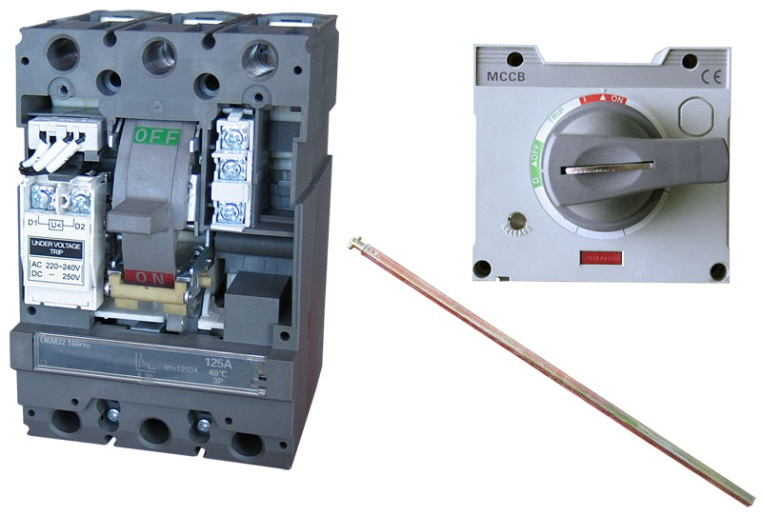 OFF
D1 U< D2
UNDER VOLTAGE
TRIP
AC 220~240V
DC – 250V
ON
125A
40°C
3P
MCCB CE
TRIP
I ▲ ON
O ▲OFF